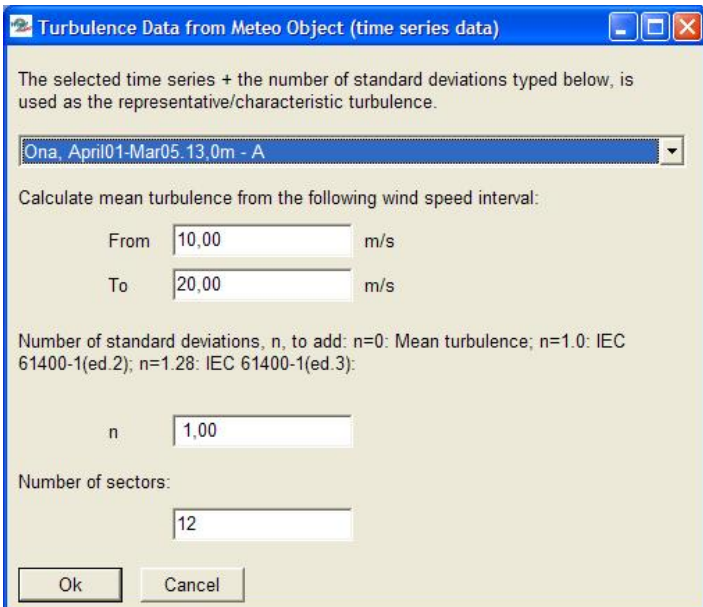 Turbulence Data from Meteo Object (time series data)
The selected time series + the number of standard deviations typed below, is
used as the representative/characteristic turbulence.
Ona, April01-Mar05.13,0m - A
Calculate mean turbulence from the following wind speed interval:
From 10,00 m/s
To 20,00 m/s
Number of standard deviations, n, to add: n=0: Mean turbulence; n=1.0: IEC
61400-1(ed.2); n=1.28: IEC 61400-1(ed.3):
n 1,00
Number of sectors:
12
Ok Cancel